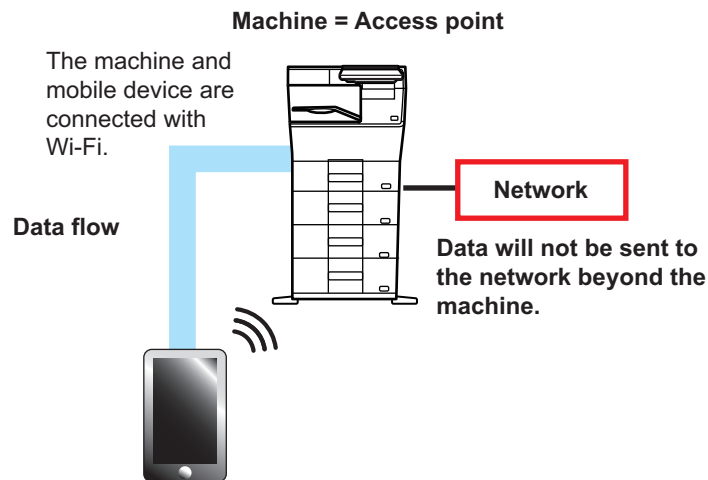 Machine = Access point
The machine and
mobile device are
connected with
Wi-Fi.
Network
Data flow
Data will not be sent to
the network beyond the
machine.